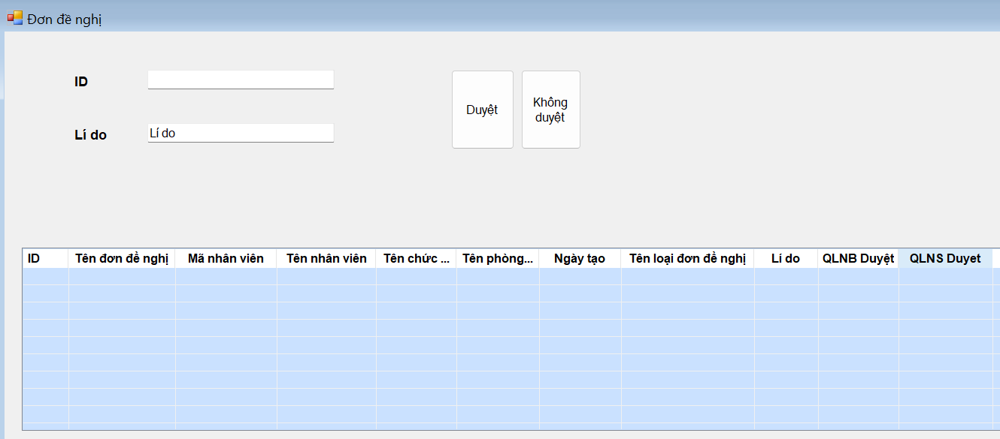 Đơn đề nghị
ID
Lí do
Lí do
Duyệt
Không
duyệt
ID Tên đơn đề nghị Mã nhân viên Tên nhân viên Tên chức ... Tên phòng... Ngày tạo Tên loại đơn đề nghị Lí do QLNB Duyệt QLNS Duyet